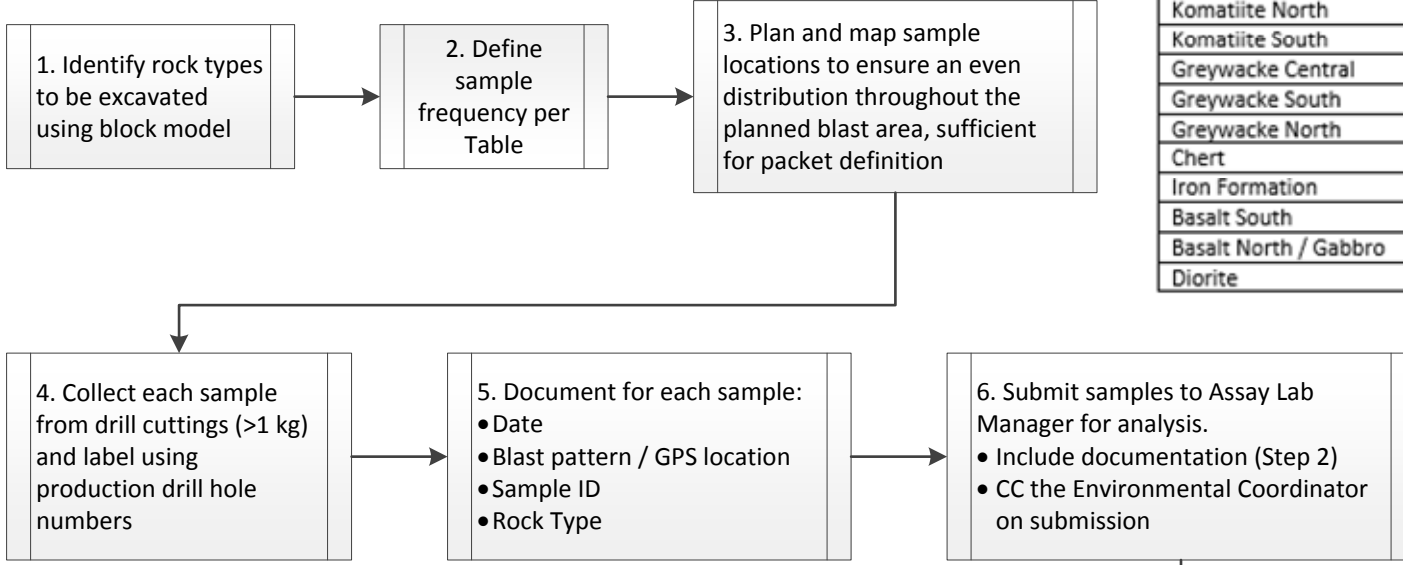 1. Identify rock types
to be excavated
using block model
2. Define
sample
frequency per
Table
3. Plan and map sample
locations to ensure an even
distribution throughout the
planned blast area, sufficient
for packet definition
Komatiite North
Komatiite South
Greywacke Central
Greywacke South
Greywacke North
Chert
Iron Formation
Basalt South
Basalt North / Gabbro
Diorite
4. Collect each sample
from drill cuttings (>1 kg)
and label using
production drill hole
numbers
5. Document for each sample:
• Date
• Blast pattern / GPS location
• Sample ID
• Rock Type
6. Submit samples to Assay Lab
Manager for analysis.
• Include documentation (Step 2)
• CC the Environmental Coordinator
on submission